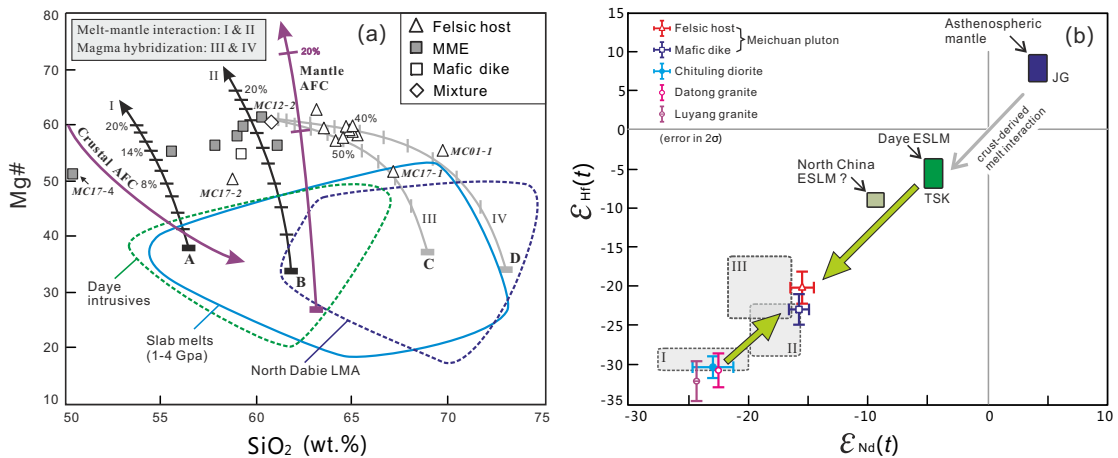 (a)
Melt-mantle interaction: I & II
Magma hybridization: III & IV
Felsic host
MME
Mafic dike
Mixture
80
70
60
50
40
30
20
10
Mg#
50
55
60
65
70
75
SiO2 (wt.%)
I
20%
14%
8%
II
20%
20%
Mantle
AFC
Crustal AFC
MC12-2
MC17-4
MC17-2
MC17-1
MC01-1
40%
50%
III
IV
A
B
C
D
Daye
intrusives
Slab melts
(1-4 Gpa)
North Dabie LMA
(b)
Felsic host
Mafic dike
Meichuan pluton
Chituling diorite
Datong granite
Luyang granite
(error in 2σ)
Asthenospheric
mantle
JG
crust-derived
melt interaction
Daye ESLM
TSK
North China
ESLM ?
III
II
I
10
5
0
-5
-10
-15
-20
-25
-30
-35
εHf(t)
-30
-20
-10
0
10
εNd(t)